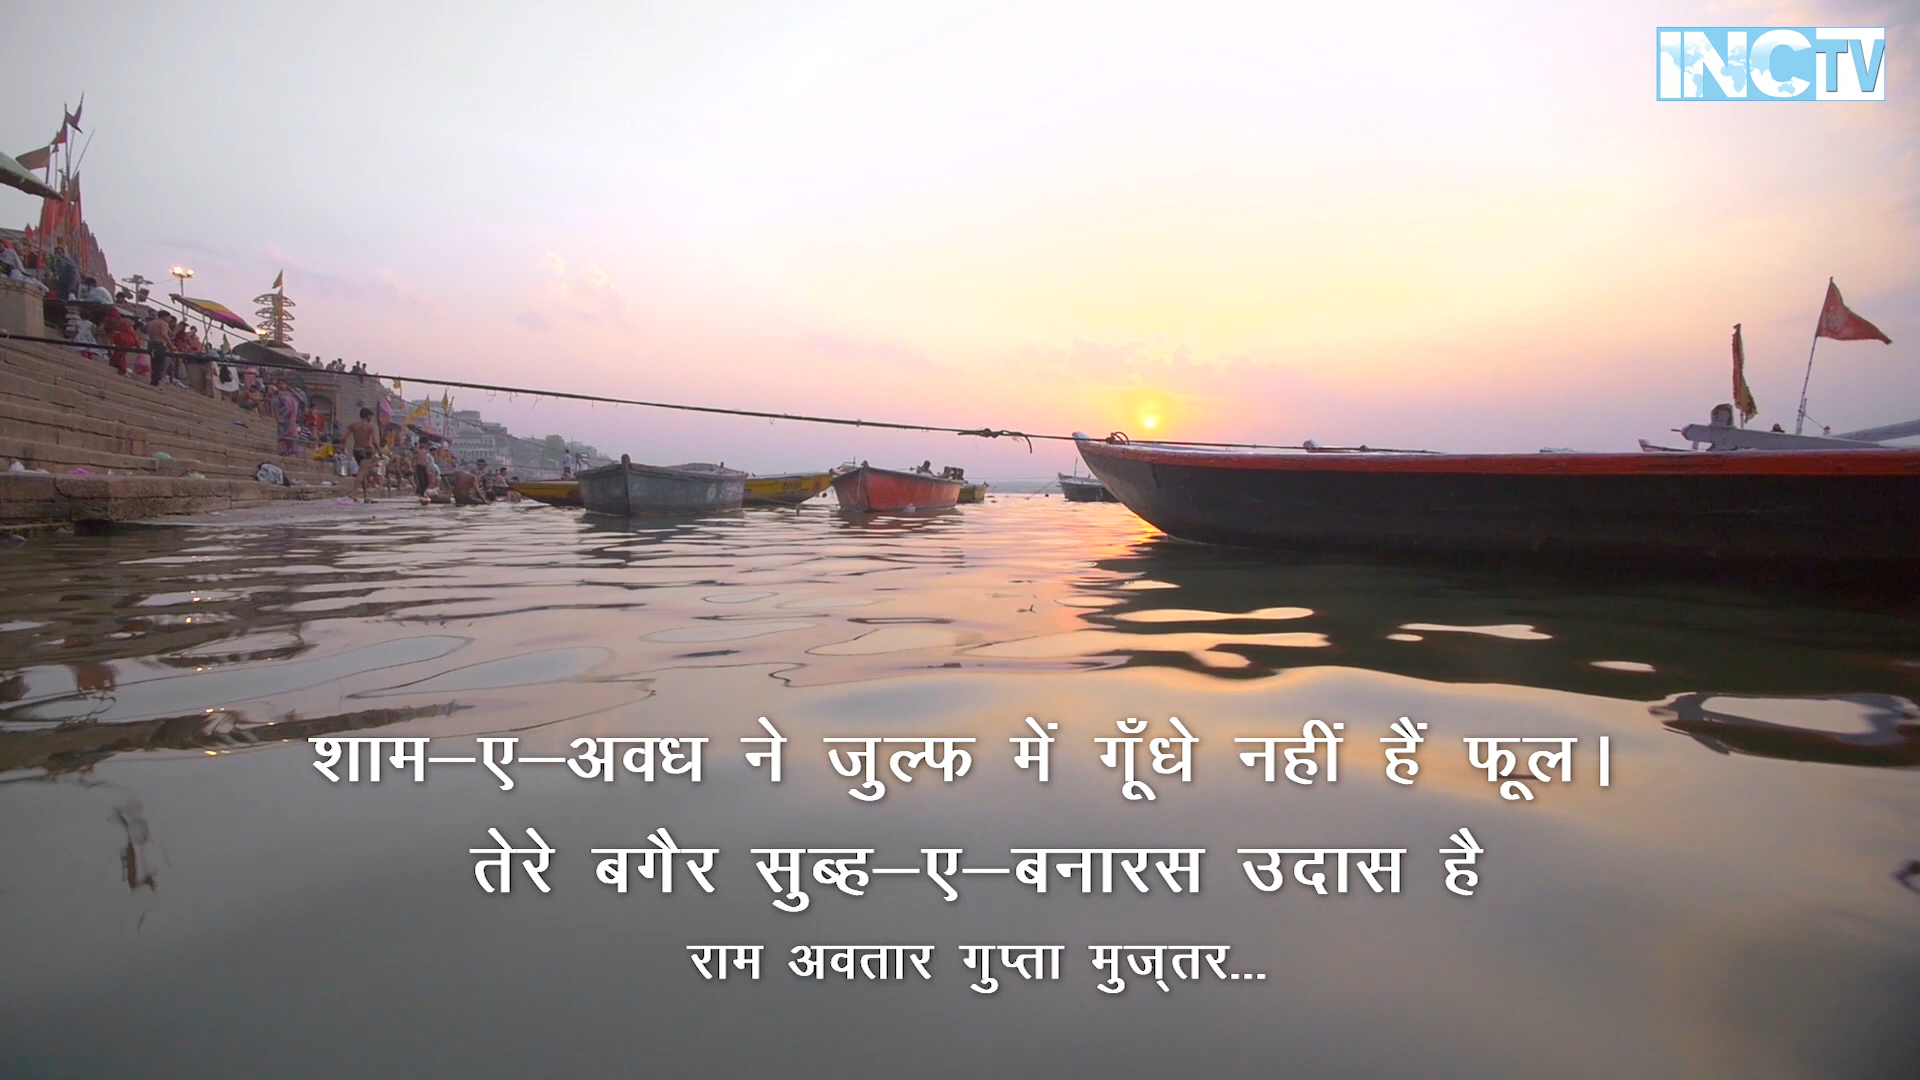 INCTV
शाम–ए–अवध ने जुल्फ में गूँधे नहीं हैं फूल।
तेरे बगैर सुब्ह–ए–बनारस उदास है
राम अवतार गुप्ता मुज्‌तर...